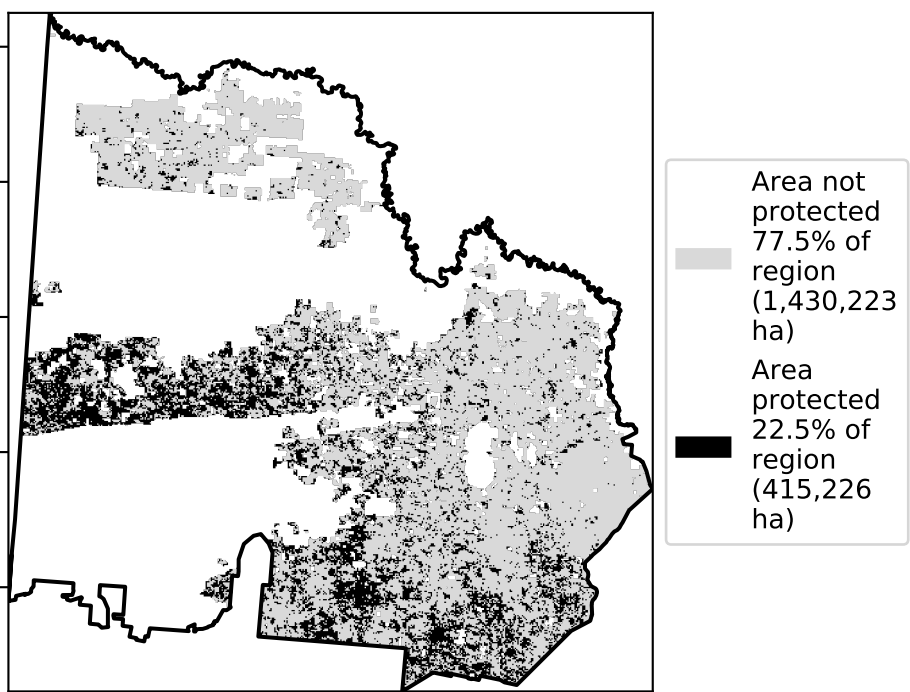 Area not
protected
77.5% of
region
(1,430,223
ha)
Area
protected
22.5% of
region
(415,226
ha)